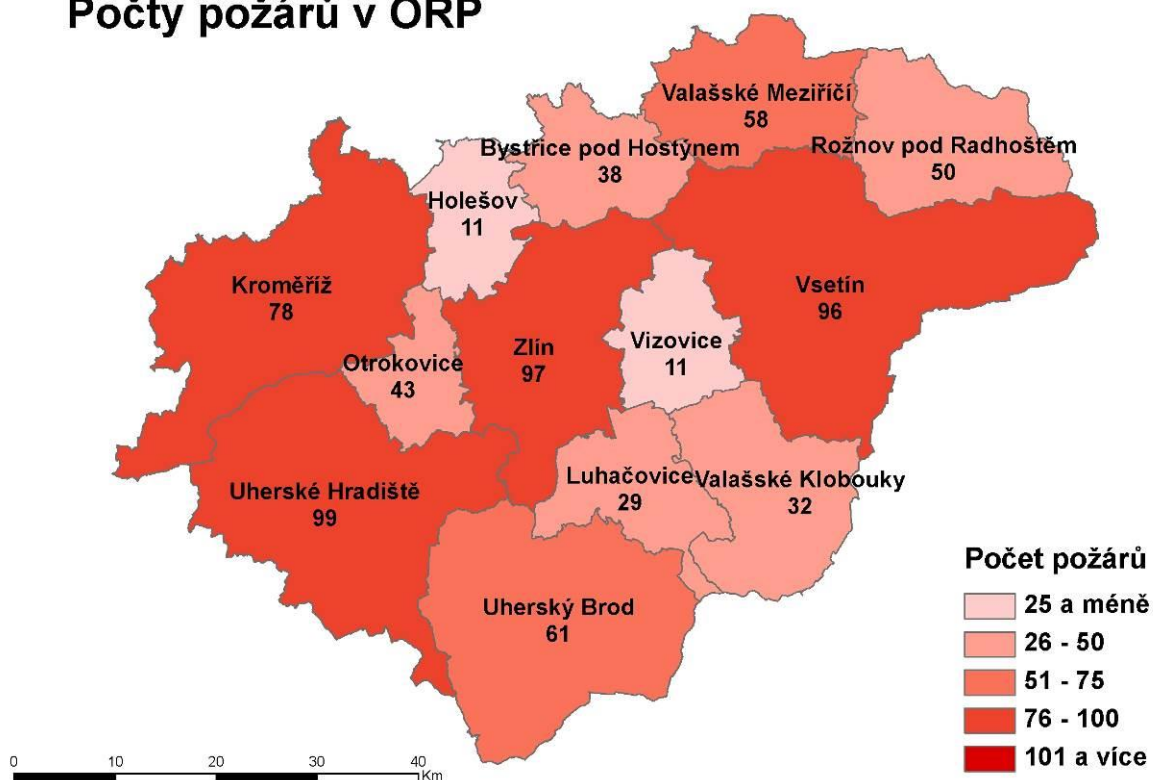 Počty požárů v ORP
Valašské Meziříčí
58
Bystřice pod Hostýnem
38
Rožnov pod Radhoštěm
50
Holešov
11
Kroměříž
78
Vsetín
96
Otrokovice
43
Zlín
97
Vizovice
11
Uherské Hradiště
99
Luhačovice
29
Valašské Klobouky
32
Uherský Brod
61
Počet požárů
25 a méně
26 - 50
51 - 75
76 - 100
101 a více
0 10 20 30 40
Km